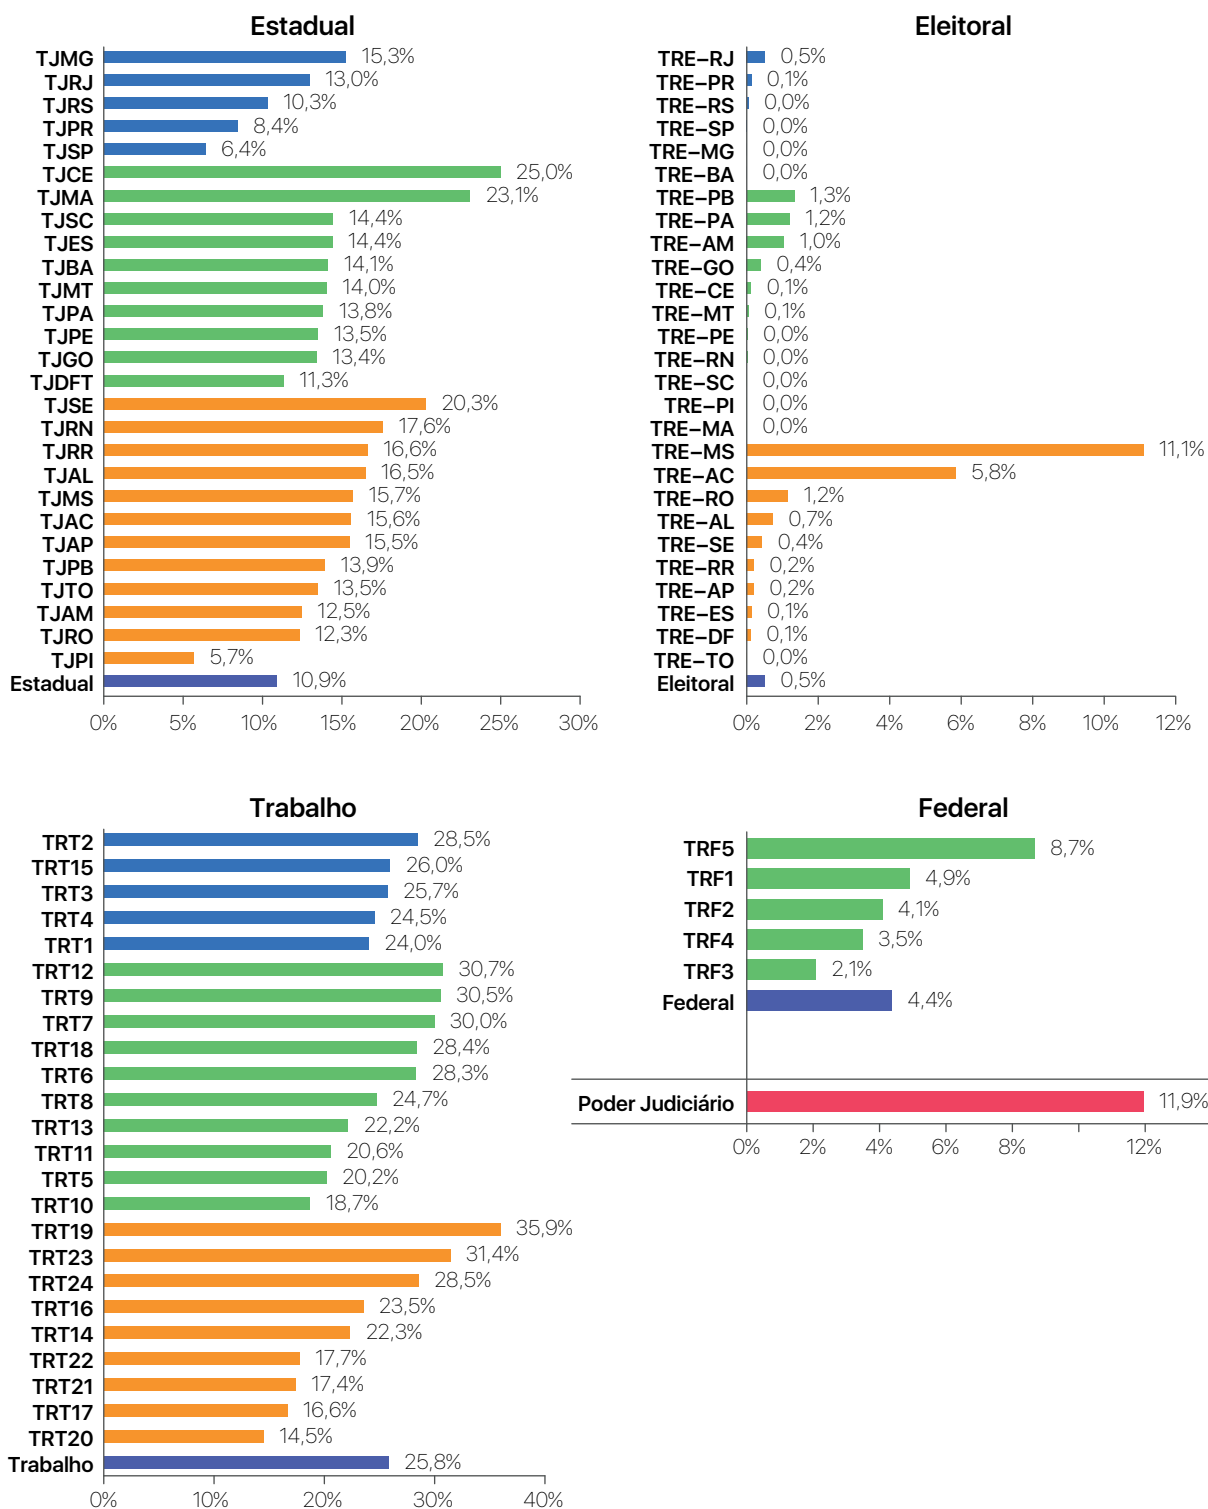 Estadual
TJMG 15,3%
TJRJ 13,0%
TJRS 10,3%
TJPR 8,4%
TJSP 6,4%
TJCE 25,0%
TJMA 23,1%
TJSC 14,4%
TJES 14,4%
TJBA 14,1%
TJMT 14,0%
TJPA 13,8%
TJPE 13,5%
TJGO 13,4%
TJDFT 11,3%
TJSE 20,3%
TJRN 17,6%
TJRR 16,6%
TJAL 16,5%
TJMS 15,7%
TJAC 15,6%
TJAP 15,5%
TJPB 13,9%
TJTO 13,5%
TJAM 12,5%
TJRO 12,3%
TJPI 5,7%
Estadual 10,9%
0% 5% 10% 15% 20% 25% 30%
Eleitoral
TRE–RJ 0,5%
TRE–PR 0,1%
TRE–RS 0,0%
TRE–SP 0,0%
TRE–MG 0,0%
TRE–BA 0,0%
TRE–PB 1,3%
TRE–PA 1,2%
TRE–AM 1,0%
TRE–GO 0,4%
TRE–CE 0,1%
TRE–MT 0,1%
TRE–PE 0,0%
TRE–RN 0,0%
TRE–SC 0,0%
TRE–PI 0,0%
TRE–MA 0,0%
TRE–MS 11,1%
TRE–AC 5,8%
TRE–RO 1,2%
TRE–AL 0,7%
TRE–SE 0,4%
TRE–RR 0,2%
TRE–AP 0,2%
TRE–ES 0,1%
TRE–DF 0,1%
TRE–TO 0,0%
Eleitoral 0,5%
0% 2% 4% 6% 8% 10% 12%
Trabalho
TRT2 28,5%
TRT15 26,0%
TRT3 25,7%
TRT4 24,5%
TRT1 24,0%
TRT12 30,7%
TRT9 30,5%
TRT7 30,0%
TRT18 28,4%
TRT6 28,3%
TRT8 24,7%
TRT13 22,2%
TRT11 20,6%
TRT5 20,2%
TRT10 18,7%
TRT19 35,9%
TRT23 31,4%
TRT24 28,5%
TRT16 23,5%
TRT14 22,3%
TRT22 17,7%
TRT21 17,4%
TRT17 16,6%
TRT20 14,5%
Trabalho 25,8%
0% 10% 20% 30% 40%
Federal
TRF5 8,7%
TRF1 4,9%
TRF2 4,1%
TRF4 3,5%
TRF3 2,1%
Federal 4,4%
Poder Judiciário 11,9%
0% 2% 4% 6% 8% 12%